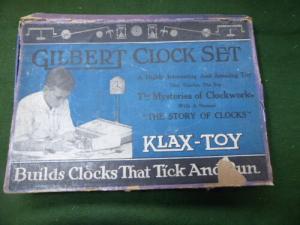 GILBERT CLOCK SET
A Highly Interesting And Amusing Toy
That Teaches The Boy
The Mysteries of Clockwork
With A Manual
"THE STORY OF CLOCKS"
KLAX-TOY
Builds Clocks That Tick And Run